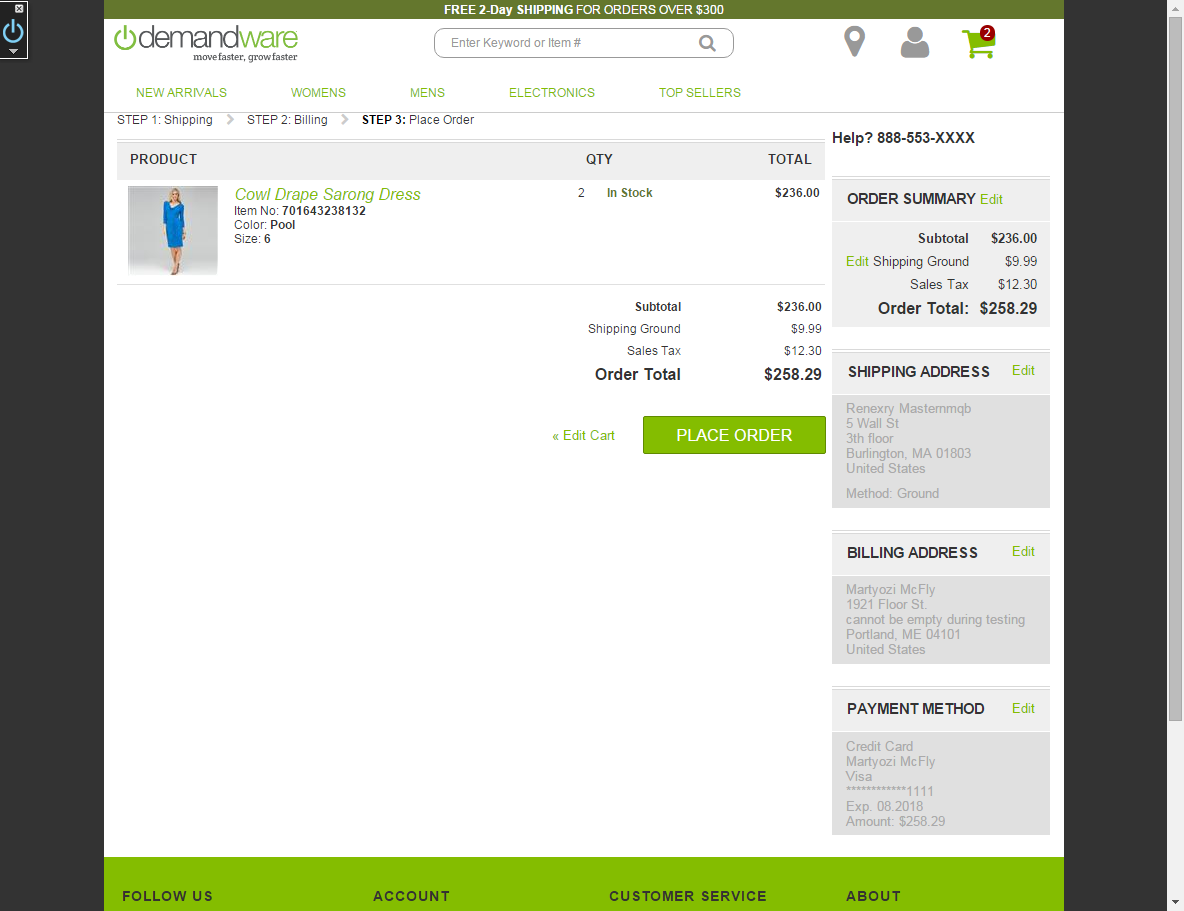 FREE 2-Day SHIPPING FOR ORDERS OVER $300
demandware
move faster, grow faster
Enter Keyword or Item #
2
NEW ARRIVALS WOMENS MENS ELECTRONICS TOP SELLERS
STEP 1: Shipping STEP 2: Billing STEP 3: Place Order
PRODUCT QTY TOTAL
Cowl Drape Sarong Dress 2 In Stock $236.00
Item No: 701643238132
Color: Pool
Size: 6
Subtotal $236.00
Shipping Ground $9.99
Sales Tax $12.30
Order Total $258.29
« Edit Cart PLACE ORDER
Help? 888-553-XXXX
ORDER SUMMARY Edit
Subtotal $236.00
Edit Shipping Ground $9.99
Sales Tax $12.30
Order Total: $258.29
SHIPPING ADDRESS Edit
Renexry Masternmqb
5 Wall St
3th floor
Burlington, MA 01803
United States
Method: Ground
BILLING ADDRESS Edit
Martyozi McFly
1921 Floor St.
cannot be empty during testing
Portland, ME 04101
United States
PAYMENT METHOD Edit
Credit Card
Martyozi McFly
Visa
************1111
Exp. 08.2018
Amount: $258.29
FOLLOW US ACCOUNT CUSTOMER SERVICE ABOUT